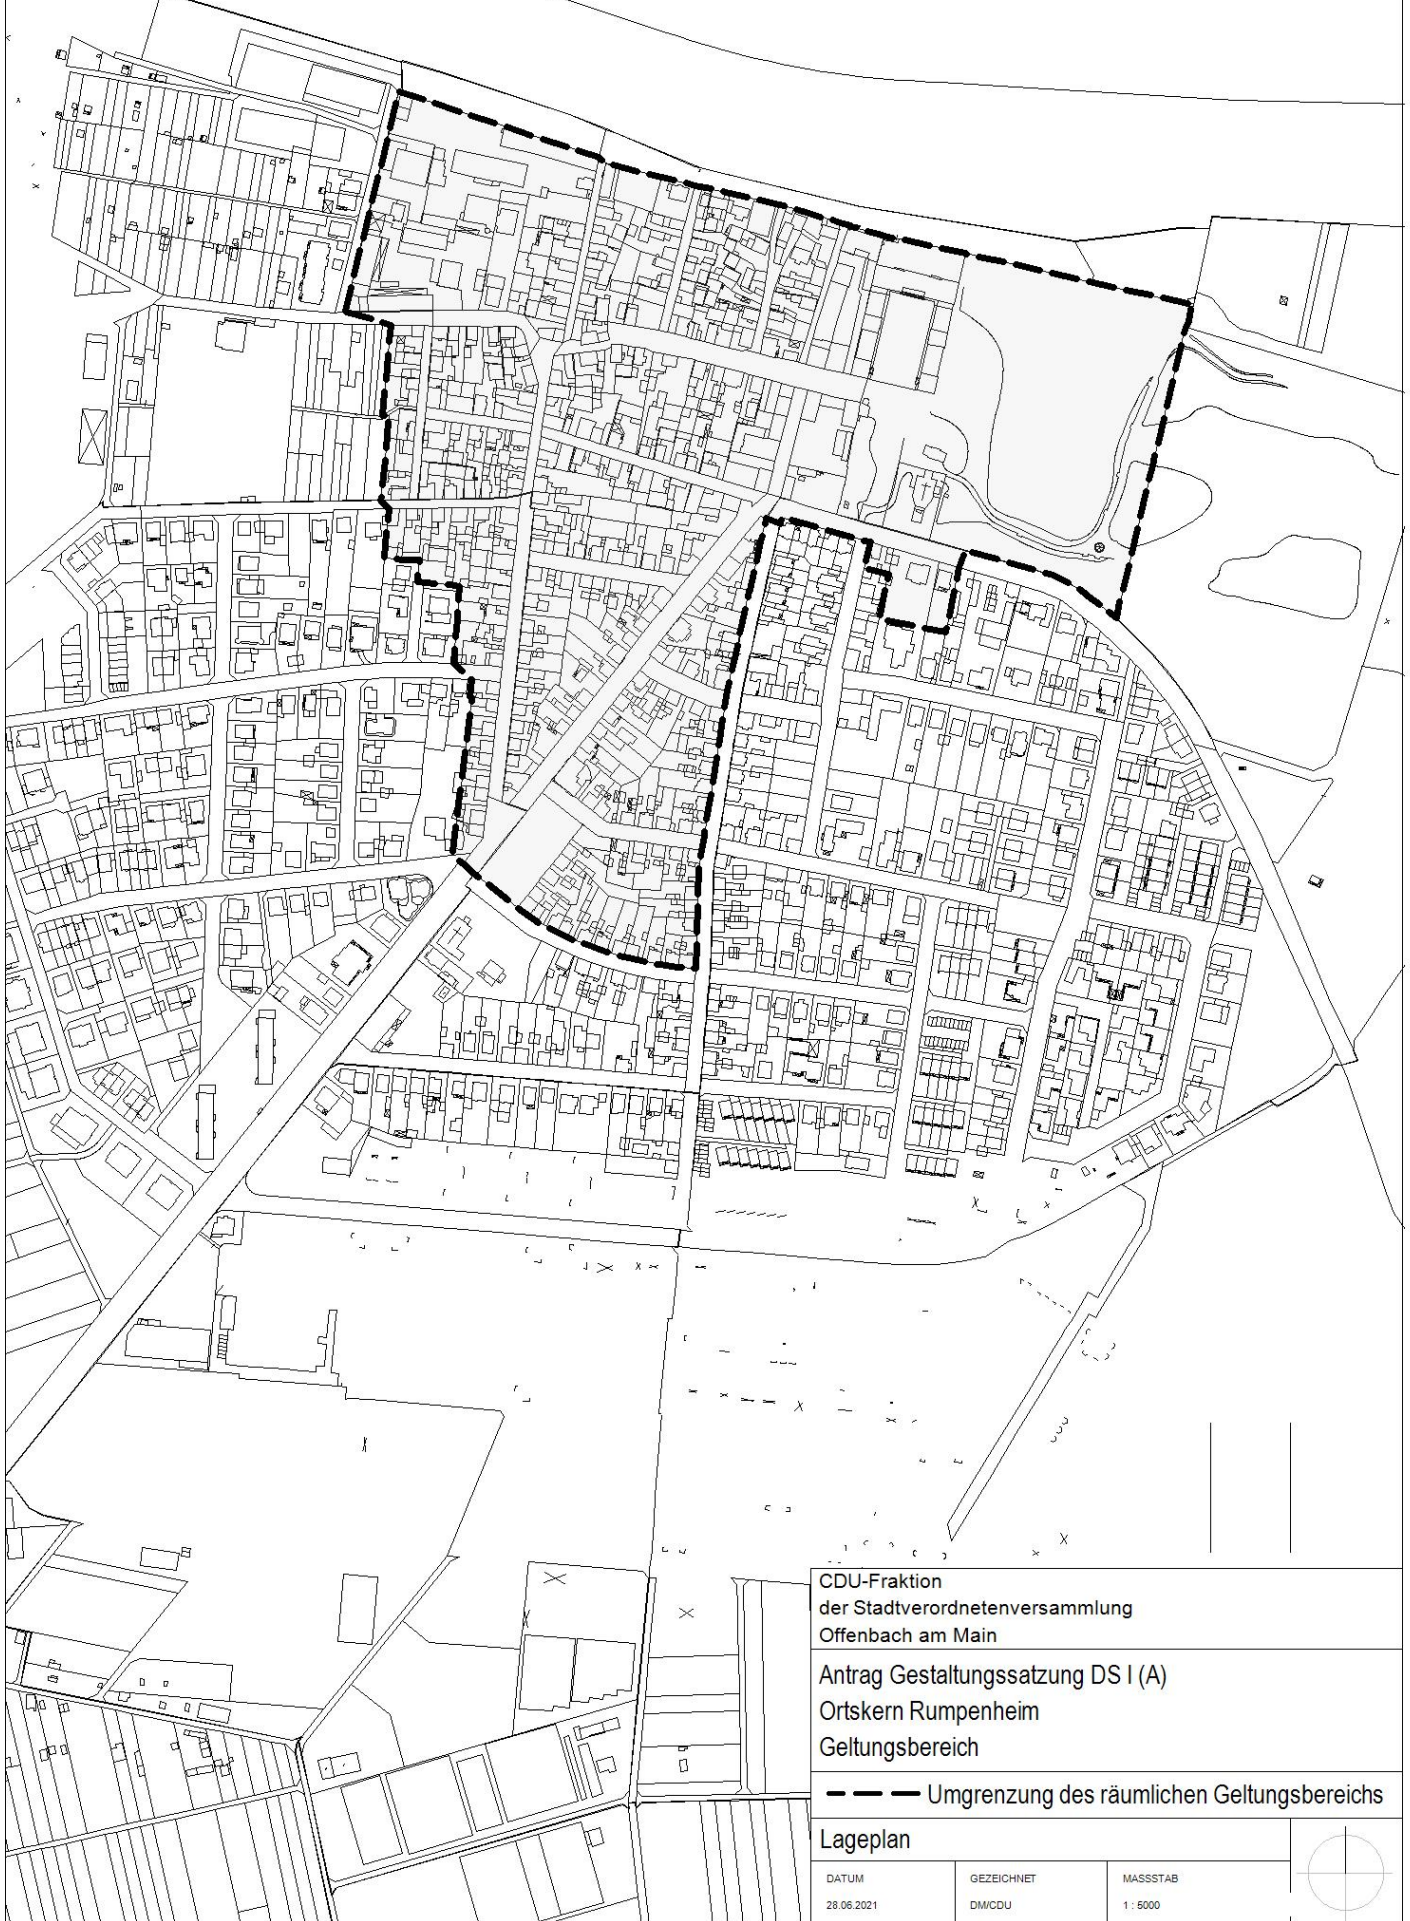 CDU-Fraktion
der Stadtverordnetenversammlung
Offenbach am Main
Antrag Gestaltungssatzung DS I (A)
Ortskern Rumpenheim
Geltungsbereich
Umgrenzung des räumlichen Geltungsbereichs
Lageplan
DATUM GEZEICHNET MASSSTAB
28.06.2021 DM/CDU 1 : 5000